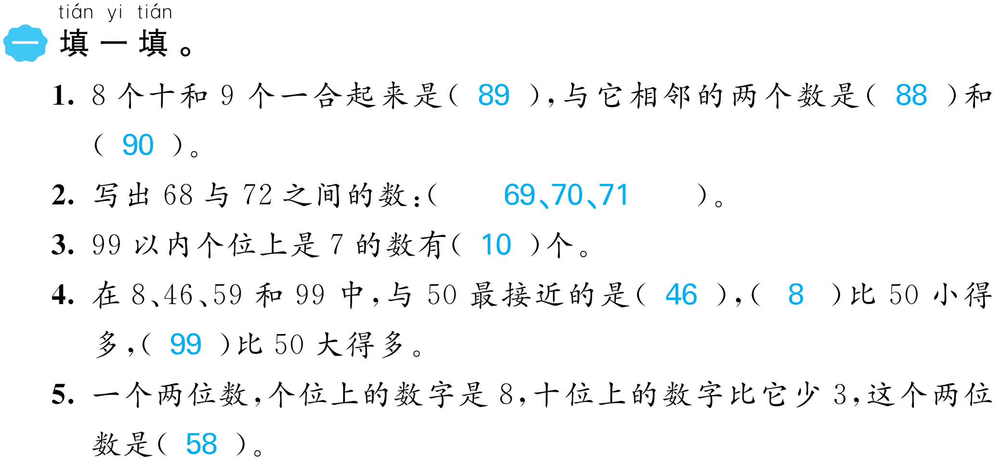 tián yi tián
一 填一填。
1. 8个十和9个一合起来是( 89 ),与它相邻的两个数是( 88 )和
( 90 )。
2. 写出68与72之间的数:( 69、70、71 )。
3. 99以内个位上是7的数有( 10 )个。
4. 在8、46、59和99中,与50最接近的是( 46 ),( 8 )比50小得
多,( 99 )比50大得多。
5. 一个两位数,个位上的数字是8,十位上的数字比它少3,这个两位
数是( 58 )。